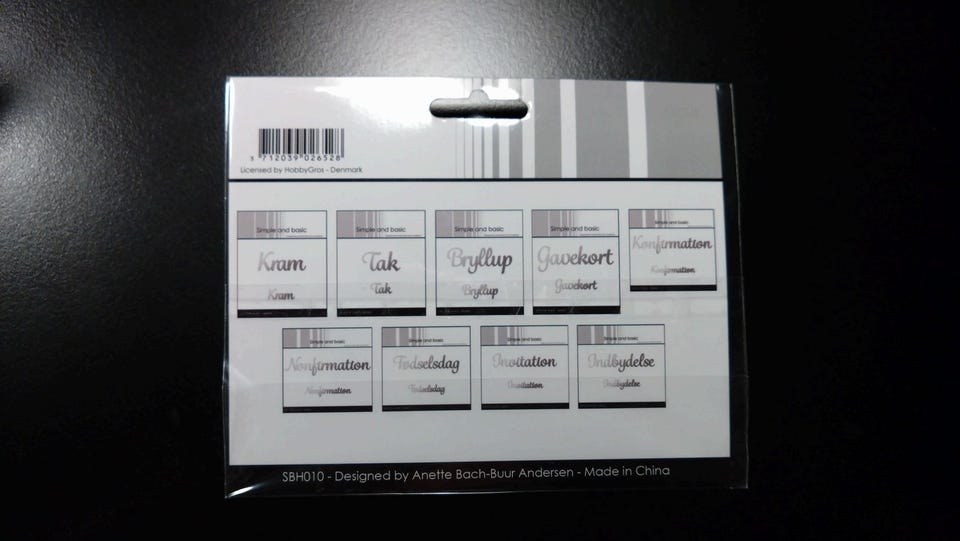 3 712039 026528
Licensed by HobbyGros - Denmark
Simple and basic
Kram
Kram
Simple and basic
Tak
Tak
Simple and basic
Bryllup
Bryllup
Simple and basic
Gavekort
Gavekort
Simple and basic
Konfirmation
Konfirmation
Simple and basic
Nonfirmation
Nonfirmation
Simple and basic
Fødselsdag
Fødselsdag
Simple and basic
Invitation
Invitation
Simple and basic
Indbydelse
Indbydelse
SBH010 - Designed by Anette Bach-Buur Andersen - Made in China